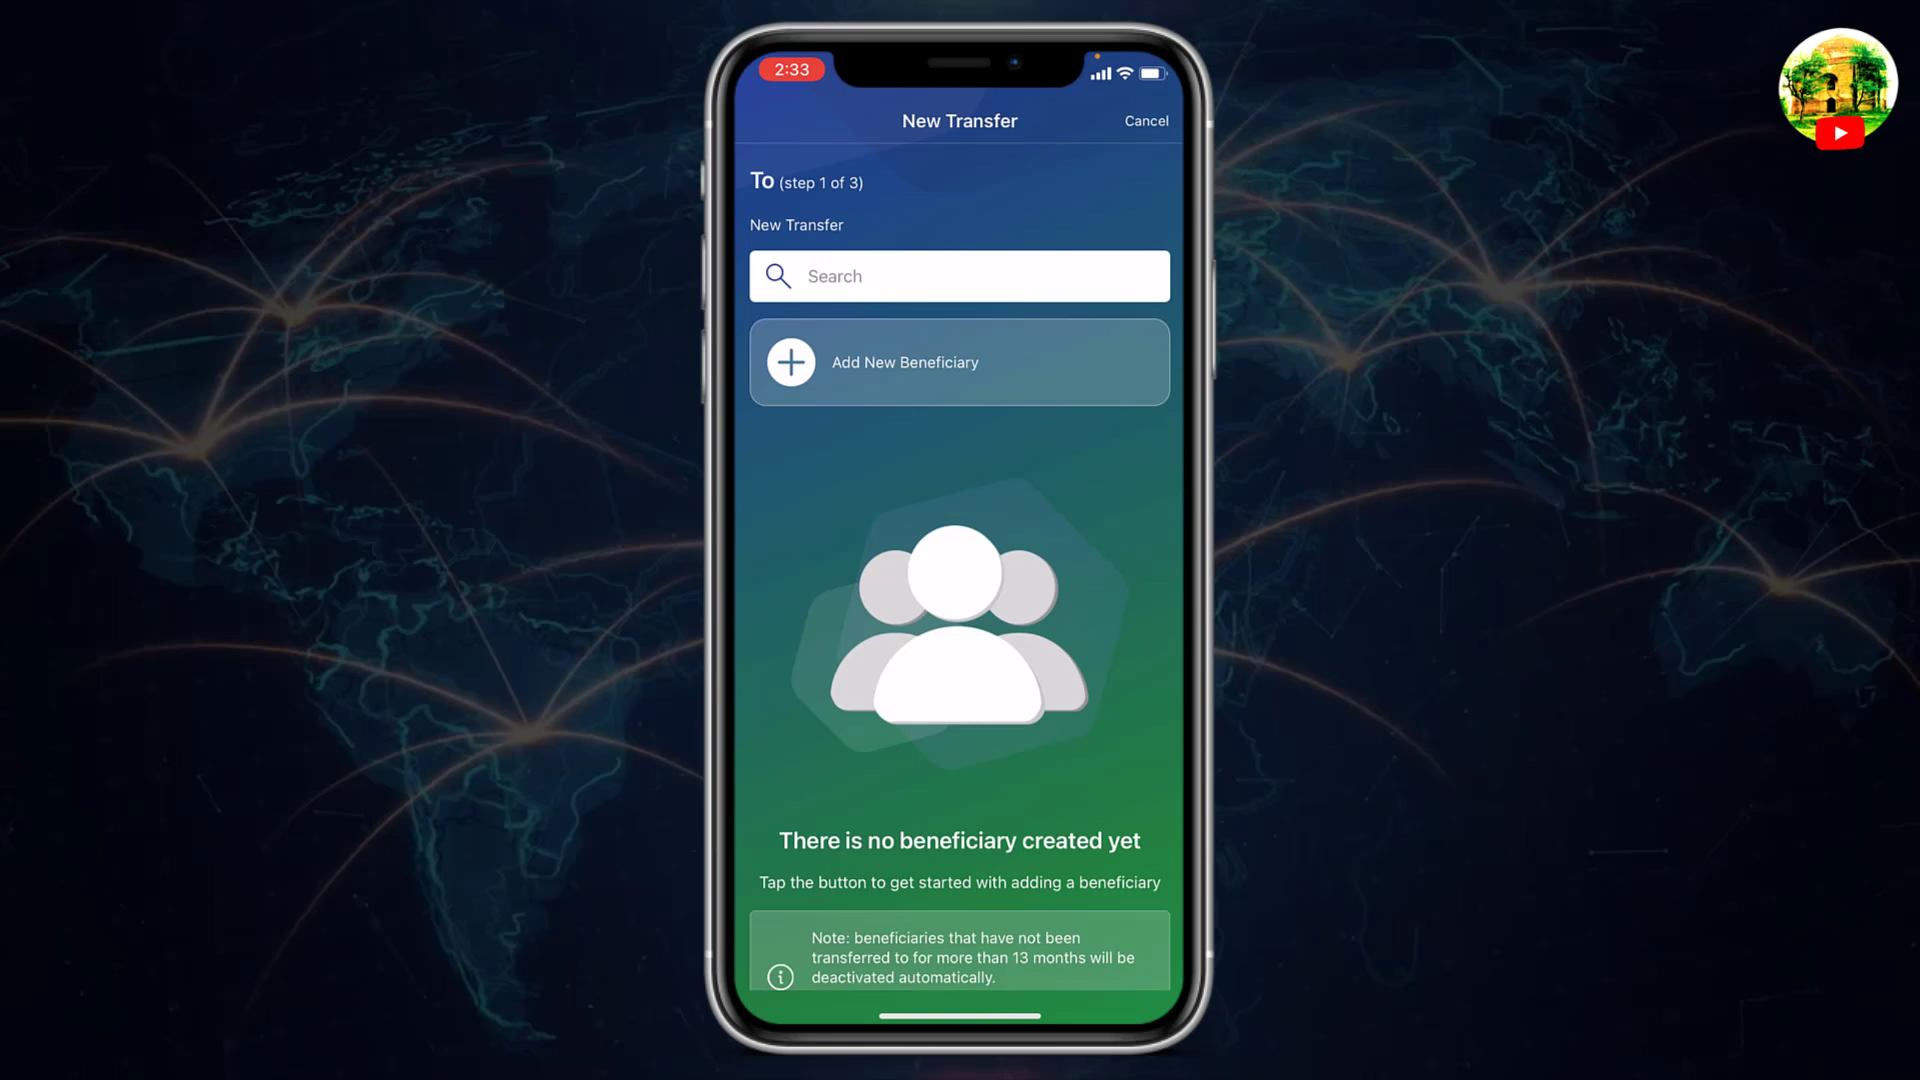 2:33
New Transfer
Cancel
To (step 1 of 3)
New Transfer
Search
Add New Beneficiary
There is no beneficiary created yet
Tap the button to get started with adding a beneficiary
Note: beneficiaries that have not been
transferred to for more than 13 months will be
deactivated automatically.